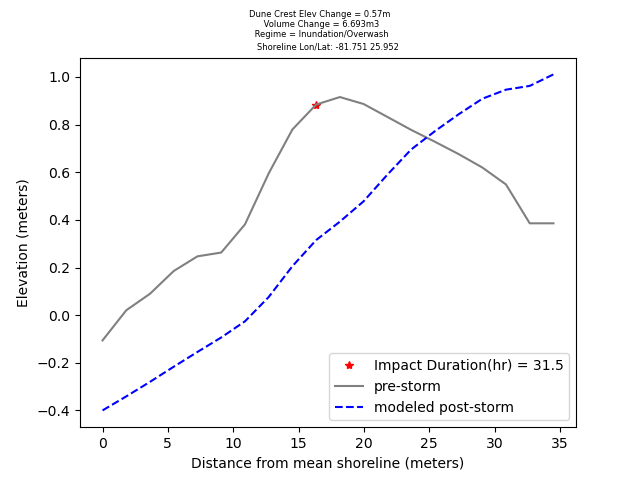 Dune Crest Elev Change = 0.57m
Volume Change = 6.693m3
Regime = Inundation/Overwash
Shoreline Lon/Lat: -81.751 25.952
1.0
0.8
0.6
0.4
0.2
0.0
−0.2
−0.4
Elevation (meters)
Impact Duration(hr) = 31.5
pre-storm
modeled post-storm
0 5 10 15 20 25 30 35
Distance from mean shoreline (meters)